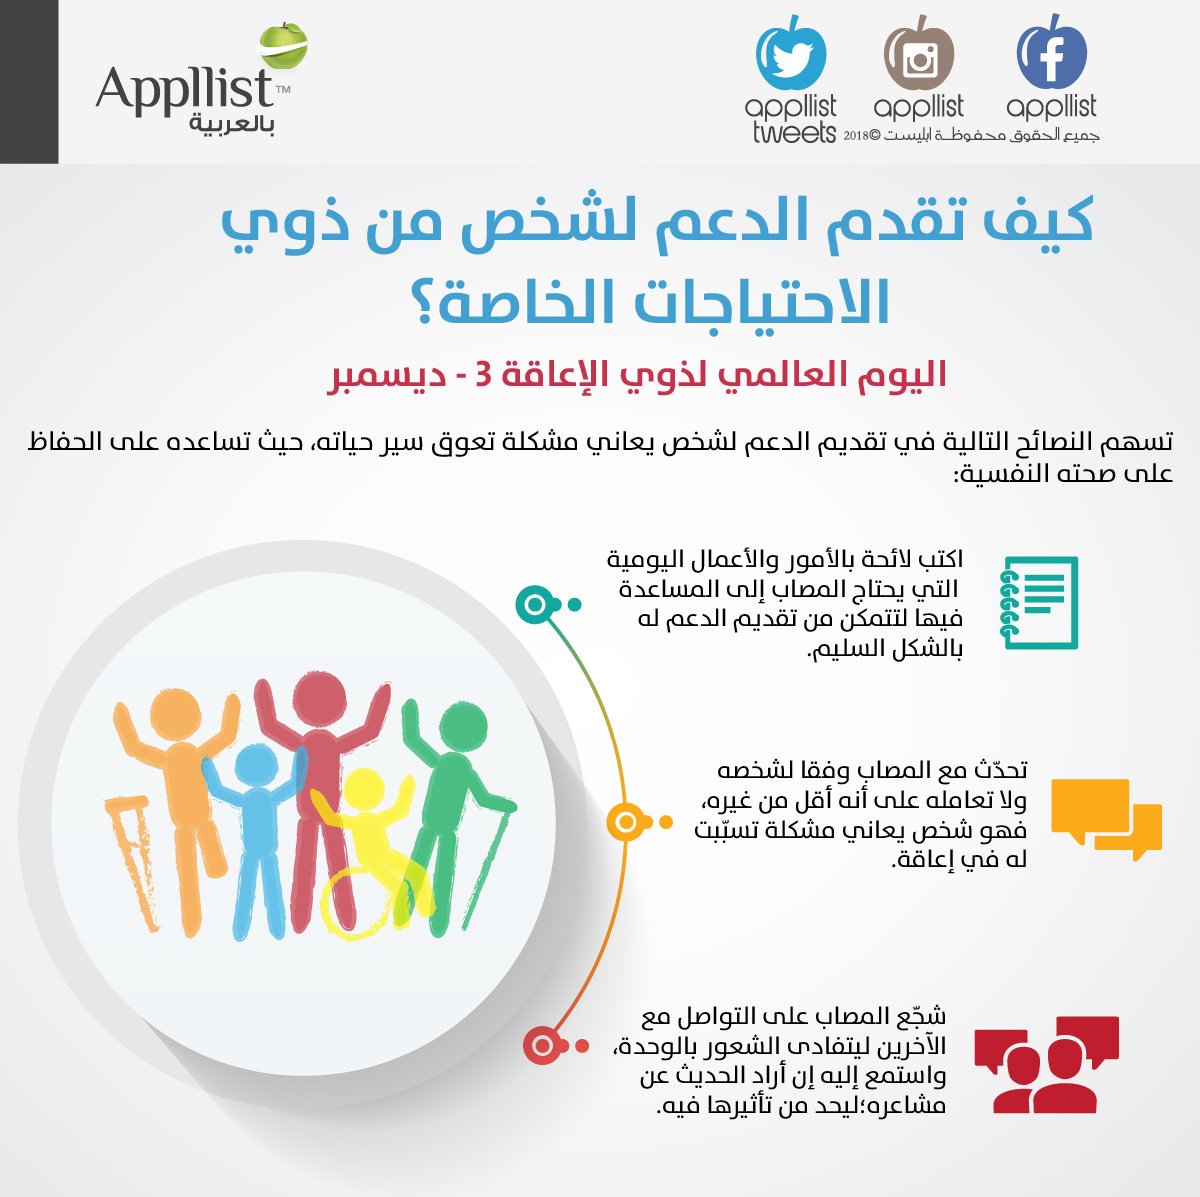 Appllist™
بالعربية
appllist
tweets
appllist
appllist
جميع الحقوق محفوظة ابليست ©2018
كيف تقدم الدعم لشخص من ذوي
الاحتياجات الخاصة؟
اليوم العالمي لذوي الإعاقة 3 - ديسمبر
تسهم النصائح التالية في تقديم الدعم لشخص يعاني مشكلة تعوق سير حياته، حيث تساعده على الحفاظ
على صحته النفسية:
اكتب لائحة بالأمور والأعمال اليومية
التي يحتاج المصاب إلى المساعدة
فيها لتتمكن من تقديم الدعم له
بالشكل السليم.
تحدّث مع المصاب وفقا لشخصه
ولا تعامله على أنه أقل من غيره،
فهو شخص يعاني مشكلة تسبّبت
له في إعاقة.
شجّع المصاب على التواصل مع
الآخرين ليتفادى الشعور بالوحدة،
واستمع إليه إن أراد الحديث عن
مشاعره؛ليحد من تأثيرها فيه.